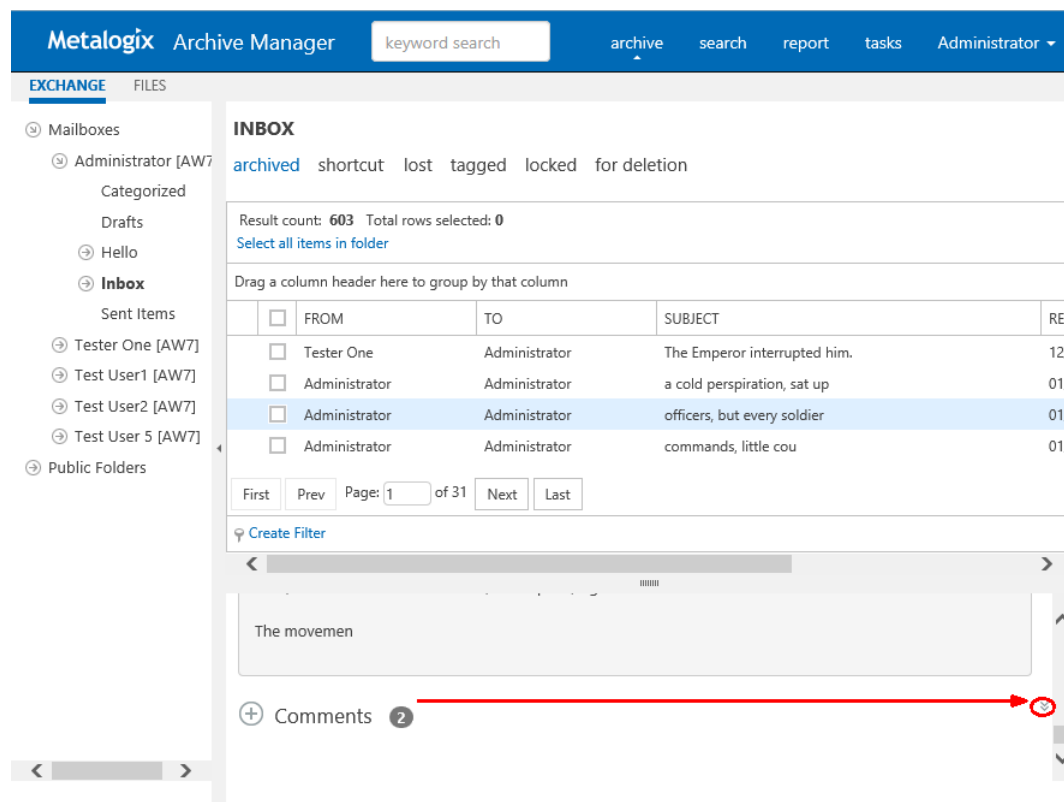 Metalogix Archive Manager keyword search archive search report tasks Administrator
EXCHANGE FILES
Mailboxes
Administrator [AW7
Categorized
Drafts
Hello
Inbox
Sent Items
Tester One [AW7]
Test User1 [AW7]
Test User2 [AW7]
Test User 5 [AW7]
Public Folders
INBOX
archived shortcut lost tagged locked for deletion
Result count: 603 Total rows selected: 0
Select all items in folder
Drag a column header here to group by that column
FROM TO SUBJECT RE
Tester One Administrator The Emperor interrupted him. 12
Administrator Administrator a cold perspiration, sat up 01
Administrator Administrator officers, but every soldier 01
Administrator Administrator commands, little cou 01
First Prev Page: 1 of 31 Next Last
Create Filter
The movemen
Comments 2